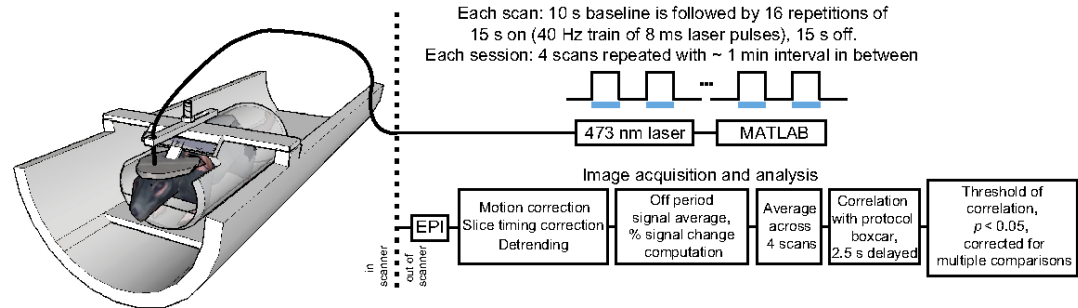 Each scan: 10 s baseline is followed by 16 repetitions of
15 s on (40 Hz train of 8 ms laser pulses), 15 s off.
Each session: 4 scans repeated with ~ 1 min interval in between
...
473 nm laser
MATLAB
Image acquisition and analysis
in
scanner
out of
scanner
EPI
Motion correction
Slice timing correction
Detrending
Off period
signal average,
% signal change
computation
Average
across
4 scans
Correlation
with protocol
boxcar,
2.5 s delayed
Threshold of
correlation,
p < 0.05,
corrected for
multiple comparisons